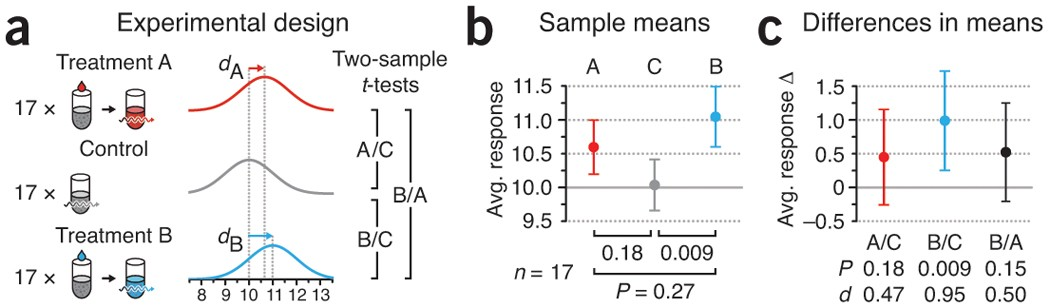 a
Experimental design
Treatment A
17 ×
Control
17 ×
Treatment B
17 ×
dA
dB
8 9 10 11 12 13
Two-sample
t-tests
A/C
B/A
B/C
b
Sample means
A C B
Avg. response
11.5
11.0
10.5
10.0
9.5
0.18 0.009
n = 17
P = 0.27
c
Differences in means
Avg. response Δ
1.5
1.0
0.5
0
–0.5
A/C B/C B/A
P 0.18 0.009 0.15
d 0.47 0.95 0.50